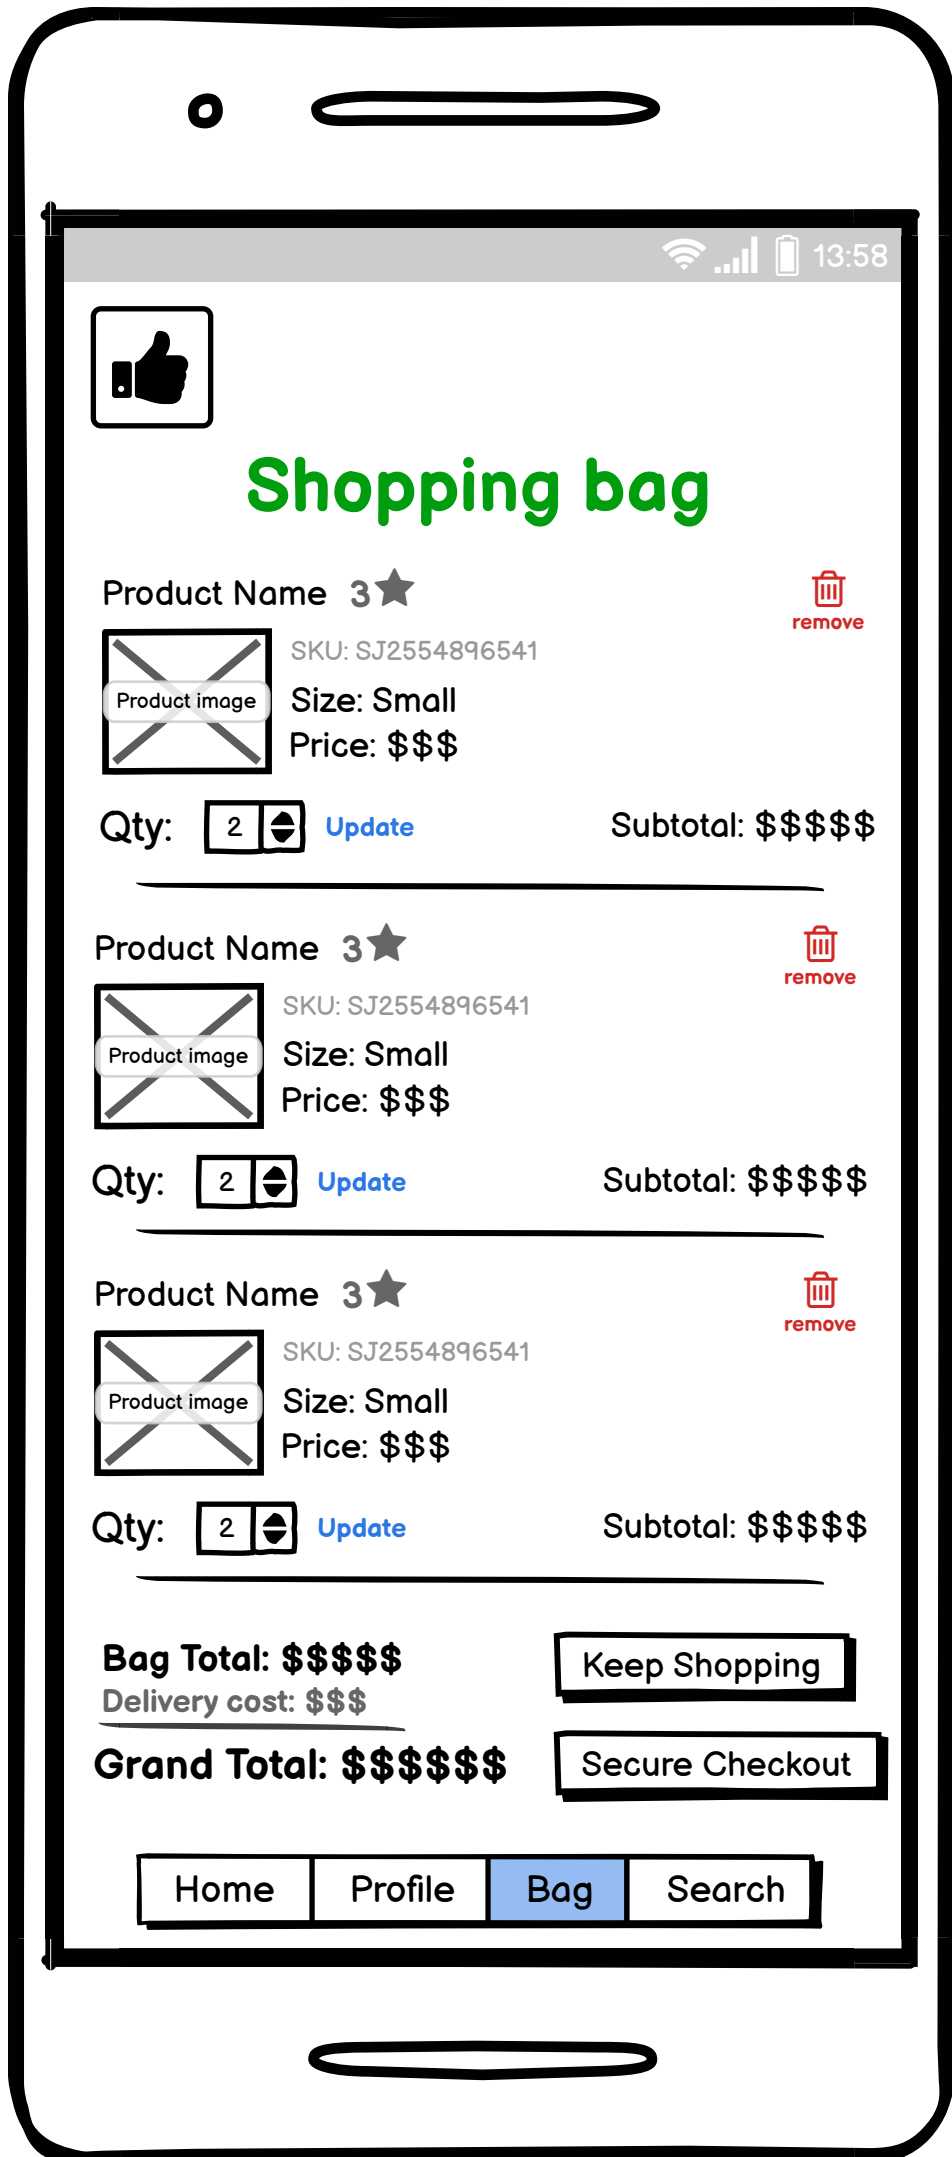 13:58
Shopping bag
Product Name 3
remove
SKU: SJ2554896541
Product image
Size: Small
Price: $$$
Qty: 2 Update Subtotal: $$$$$
Product Name 3
remove
SKU: SJ2554896541
Product image
Size: Small
Price: $$$
Qty: 2 Update Subtotal: $$$$$
Product Name 3
remove
SKU: SJ2554896541
Product image
Size: Small
Price: $$$
Qty: 2 Update Subtotal: $$$$$
Bag Total: $$$$$
Keep Shopping
Delivery cost: $$$
Grand Total: $$$$$$
Secure Checkout
Home Profile Bag Search